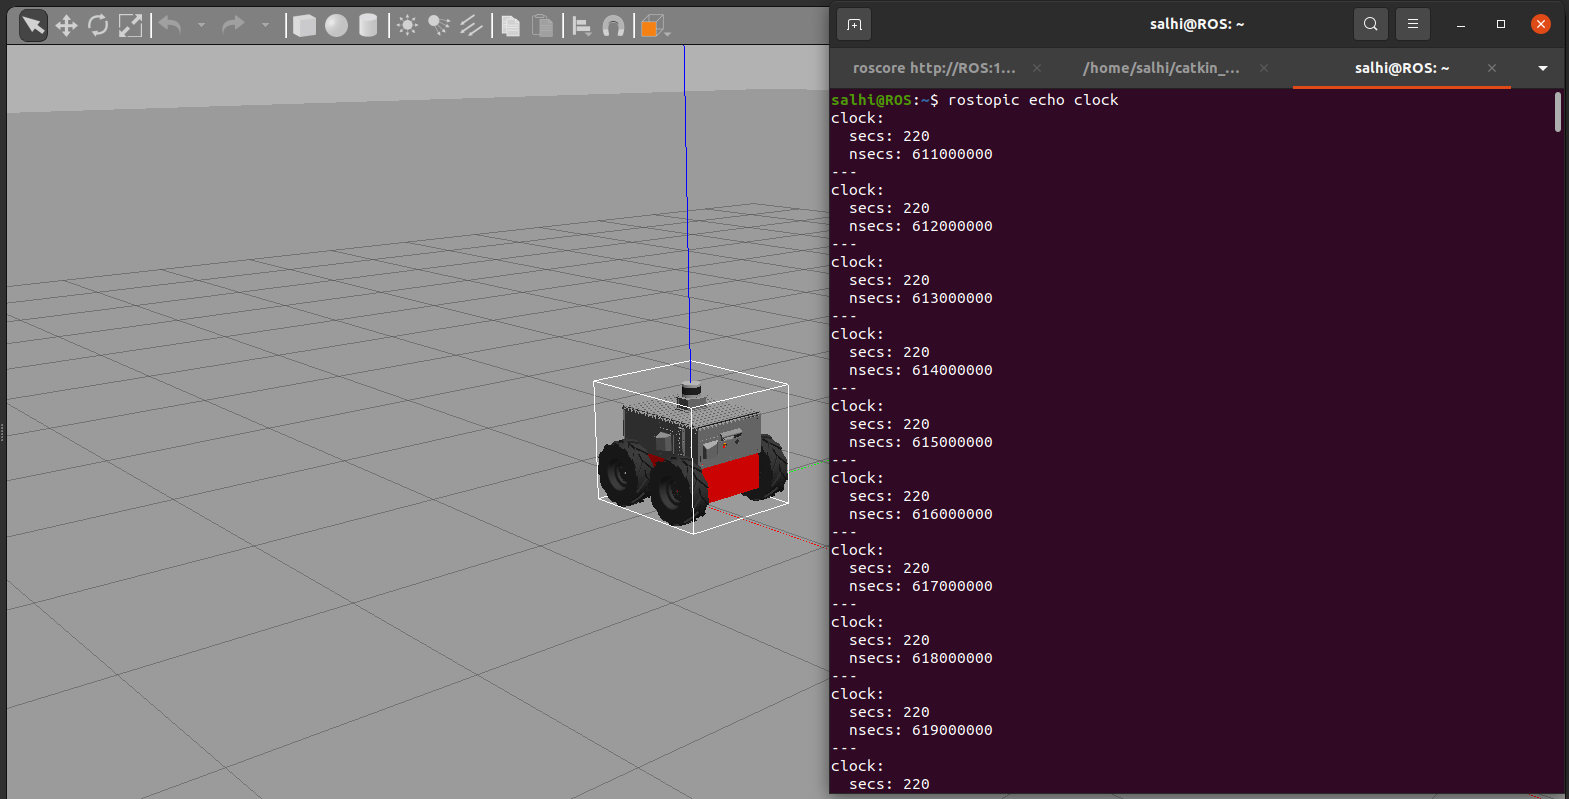 salhi@ROS: ~
roscore http://ROS:1...
/home/salhi/catkin_...
salhi@ROS: ~
salhi@ROS:~$ rostopic echo clock
clock:
  secs: 220
  nsecs: 611000000
---
clock:
  secs: 220
  nsecs: 612000000
---
clock:
  secs: 220
  nsecs: 613000000
---
clock:
  secs: 220
  nsecs: 614000000
---
clock:
  secs: 220
  nsecs: 615000000
---
clock:
  secs: 220
  nsecs: 616000000
---
clock:
  secs: 220
  nsecs: 617000000
---
clock:
  secs: 220
  nsecs: 618000000
---
clock:
  secs: 220
  nsecs: 619000000
---
clock:
  secs: 220